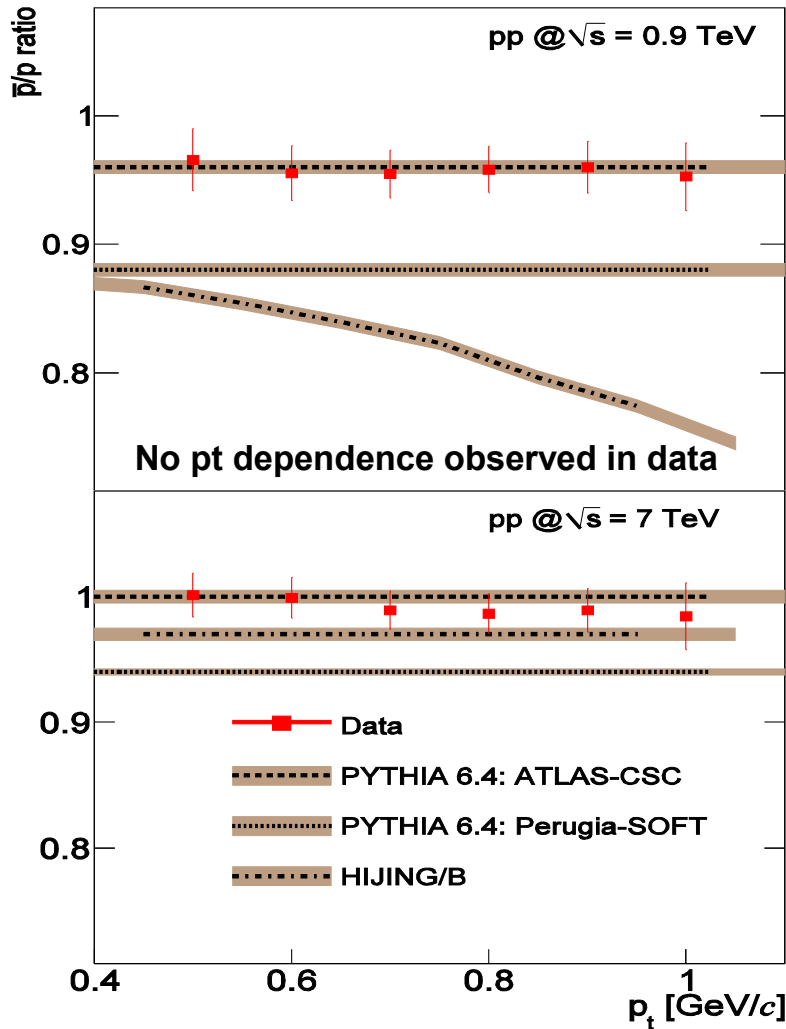 p̅/p ratio
pp @√s = 0.9 TeV
1
0.9
0.8
No pt dependence observed in data
pp @√s = 7 TeV
1
0.9
Data
PYTHIA 6.4: ATLAS-CSC
PYTHIA 6.4: Perugia-SOFT
0.8
HIJING/B
0.4 0.6 0.8 1
pt [GeV/c]